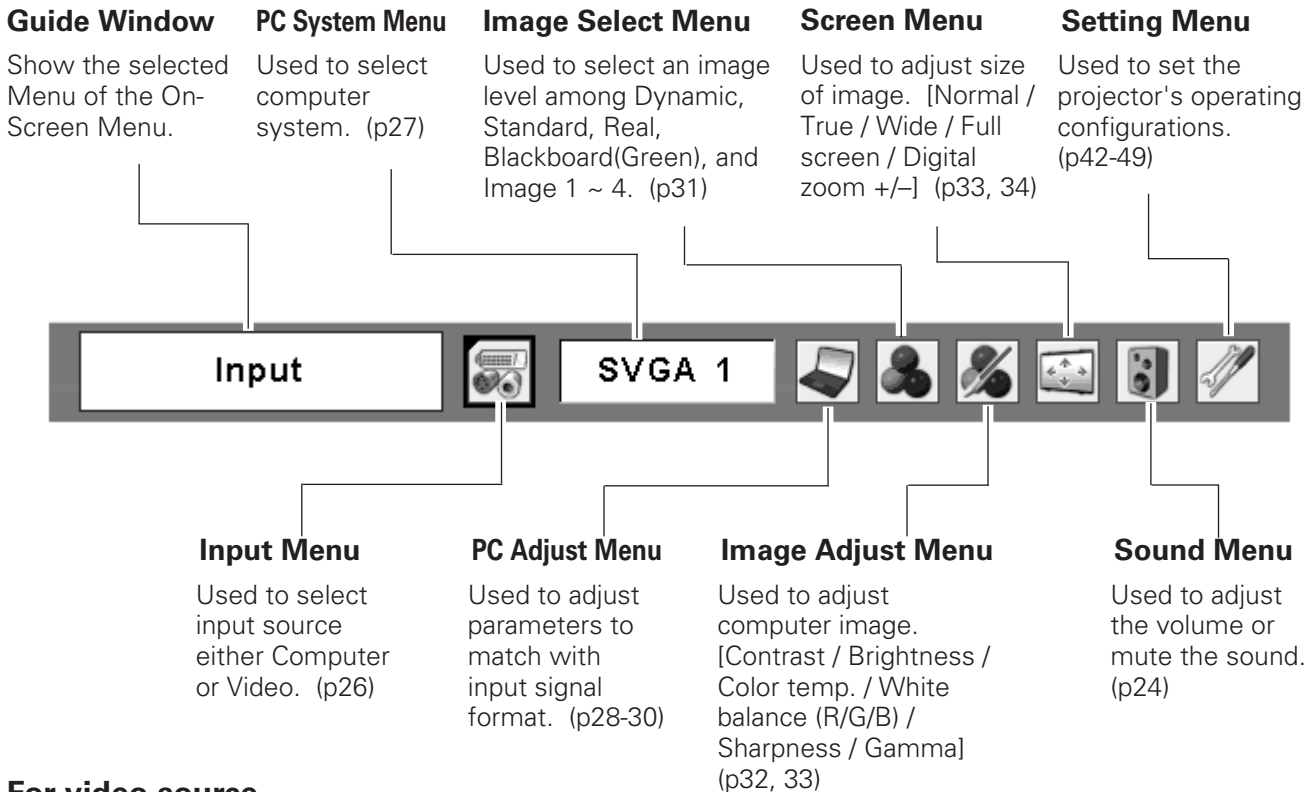 Guide Window
Show the selected
Menu of the On-
Screen Menu.
PC System Menu
Used to select
computer
system. (p27)
Image Select Menu
Used to select an image
level among Dynamic,
Standard, Real,
Blackboard(Green), and
Image 1 ~ 4. (p31)
Screen Menu
Used to adjust size
of image. [Normal /
True / Wide / Full
screen / Digital
zoom +/–] (p33, 34)
Setting Menu
Used to set the
projector's operating
configurations.
(p42-49)
Input
SVGA 1
Input Menu
Used to select
input source
either Computer
or Video. (p26)
PC Adjust Menu
Used to adjust
parameters to
match with
input signal
format. (p28-30)
Image Adjust Menu
Used to adjust
computer image.
[Contrast / Brightness /
Color temp. / White
balance (R/G/B) /
Sharpness / Gamma]
(p32, 33)
Sound Menu
Used to adjust
the volume or
mute the sound.
(p24)
For video source